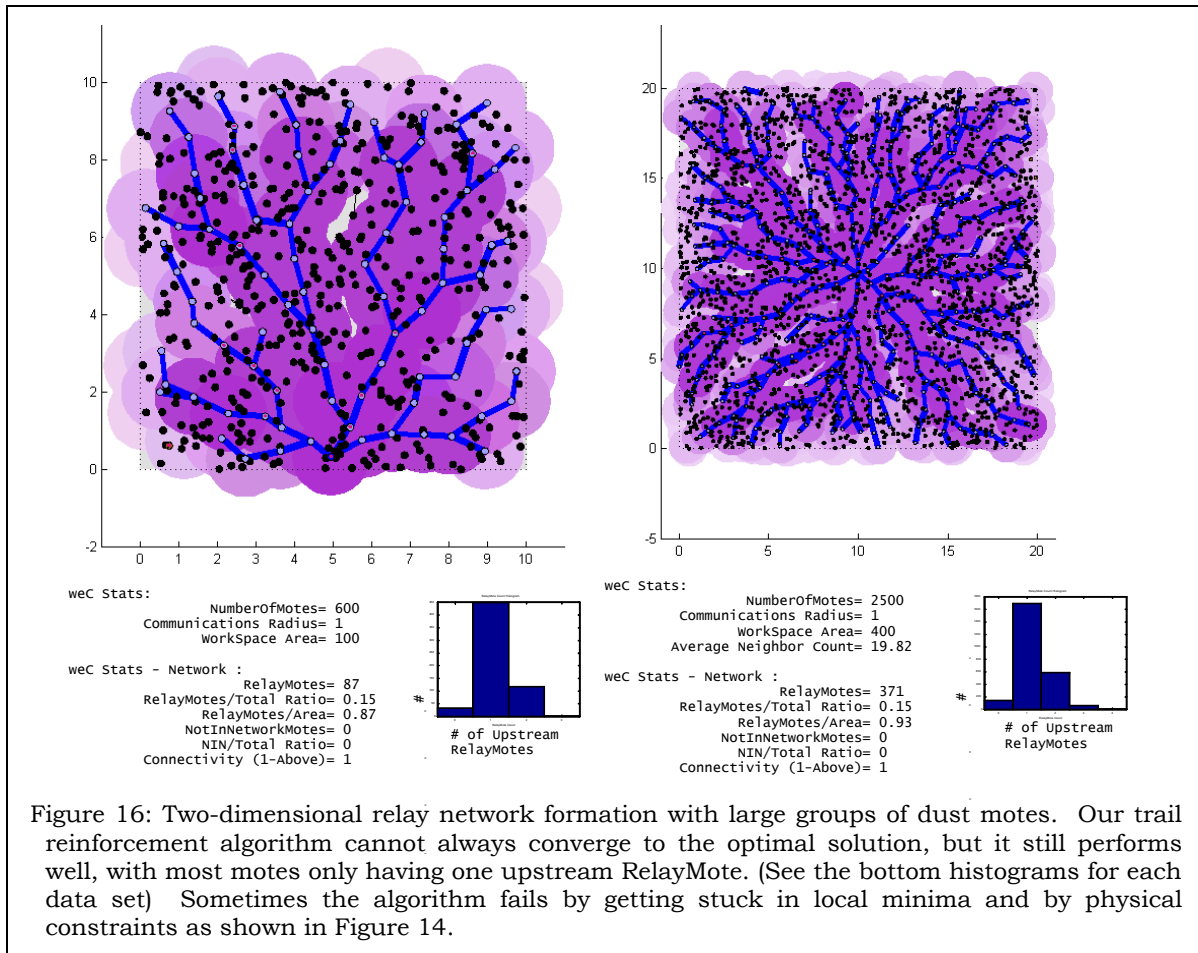 10
8
6
4
2
0
-2
0 1 2 3 4 5 6 7 8 9 10
20
15
10
5
0
-5
0 5 10 15 20
weC Stats:
NumberOfMotes= 600
Communications Radius= 1
WorkSpace Area= 100
weC Stats - Network :
RelayMotes= 87
RelayMotes/Total Ratio= 0.15
RelayMotes/Area= 0.87
NotInNetworkMotes= 0
NIN/Total Ratio= 0
Connectivity (1-Above)= 1
#
# of Upstream
RelayMotes
weC Stats:
NumberOfMotes= 2500
Communications Radius= 1
WorkSpace Area= 400
Average Neighbor Count= 19.82
weC Stats - Network :
RelayMotes= 371
RelayMotes/Total Ratio= 0.15
RelayMotes/Area= 0.93
NotInNetworkMotes= 0
NIN/Total Ratio= 0
Connectivity (1-Above)= 1
#
# of Upstream
RelayMotes
Figure 16: Two-dimensional relay network formation with large groups of dust motes. Our trail
reinforcement algorithm cannot always converge to the optimal solution, but it still performs
well, with most motes only having one upstream RelayMote. (See the bottom histograms for each
data set) Sometimes the algorithm fails by getting stuck in local minima and by physical
constraints as shown in Figure 14.